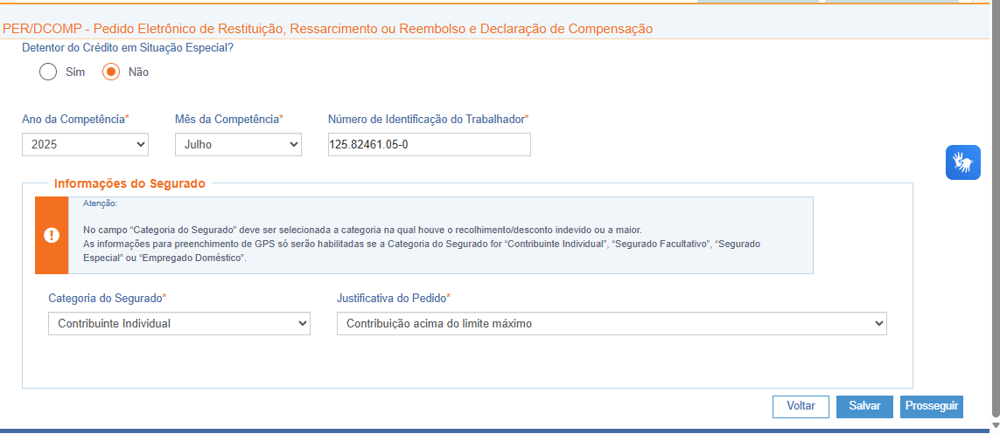 PER/DCOMP - Pedido Eletrônico de Restituição, Ressarcimento ou Reembolso e Declaração de Compensação
Detentor do Crédito em Situação Especial?
Sim Não
Ano da Competência* Mês da Competência* Número de Identificação do Trabalhador*
2025 Julho 125.82461.05-0
Informações do Segurado
Atenção:
No campo “Categoria do Segurado” deve ser selecionada a categoria na qual houve o recolhimento/desconto indevido ou a maior.
As informações para preenchimento de GPS só serão habilitadas se a Categoria do Segurado for “Contribuinte Individual”, “Segurado Facultativo”, “Segurado
Especial” ou “Empregado Doméstico”.
Categoria do Segurado* Justificativa do Pedido*
Contribuinte Individual Contribuição acima do limite máximo
Voltar Salvar Prosseguir